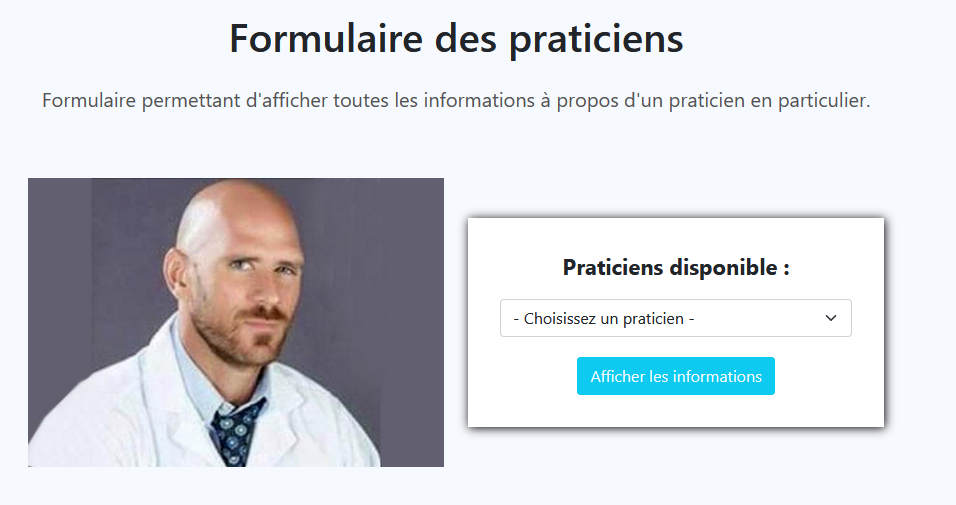 Formulaire des praticiens
Formulaire permettant d'afficher toutes les informations à propos d'un praticien en particulier.
Praticiens disponible :
- Choisissez un praticien -
Afficher les informations